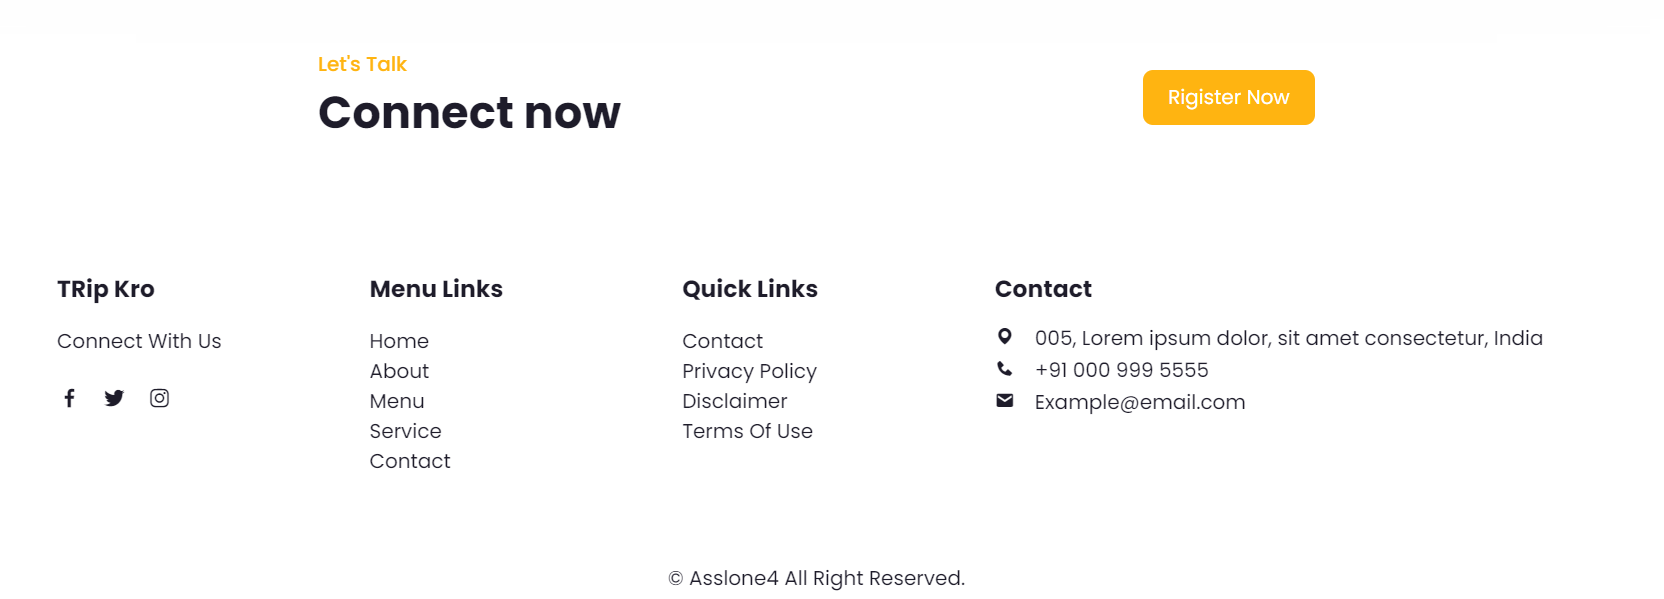 Let's Talk
Connect now
Rigister Now
TRip Kro
Connect With Us
Menu Links
Home
About
Menu
Service
Contact
Quick Links
Contact
Privacy Policy
Disclaimer
Terms Of Use
Contact
005, Lorem ipsum dolor, sit amet consectetur, India
+91 000 999 5555
Example@email.com
© Asslone4 All Right Reserved.